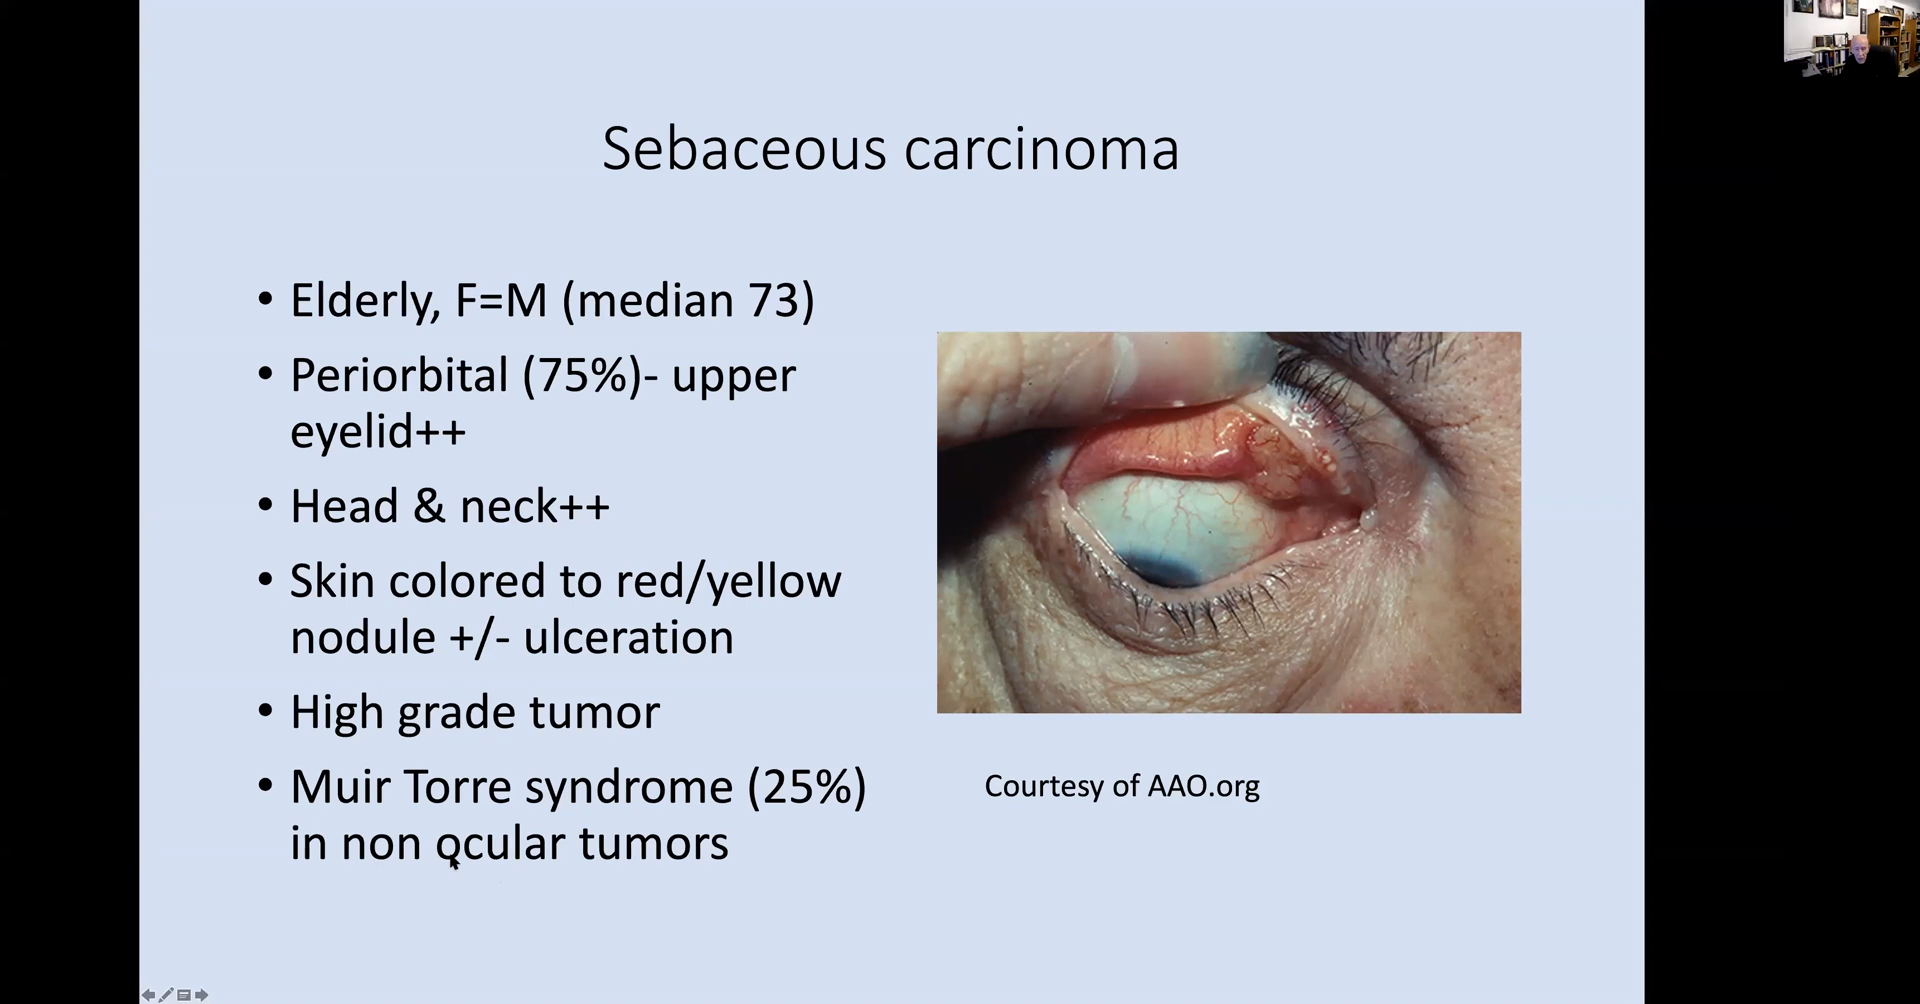 Sebaceous carcinoma
• Elderly, F=M (median 73)
• Periorbital (75%)- upper
eyelid++
• Head & neck++
• Skin colored to red/yellow
nodule +/- ulceration
• High grade tumor
• Muir Torre syndrome (25%)
in non ocular tumors
Courtesy of AAO.org